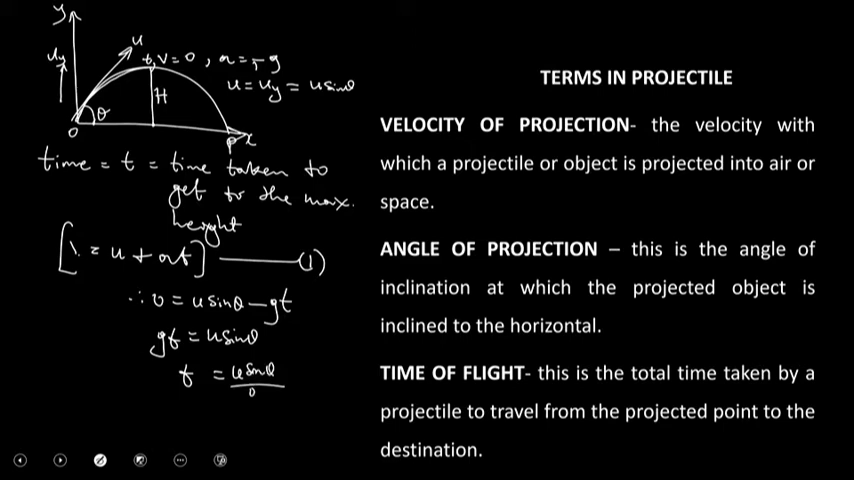 y
u
uy
t, V=0, a = -g
u = uy = usinθ
H
θ
0
P x
time = t = time taken to
get to the max.
height
= u + at] ——— (1)
∴ 0 = usinθ - gt
gt = usinθ
t = usinθ
TERMS IN PROJECTILE
VELOCITY OF PROJECTION- the velocity with
which a projectile or object is projected into air or
space.
ANGLE OF PROJECTION – this is the angle of
inclination at which the projected object is
inclined to the horizontal.
TIME OF FLIGHT- this is the total time taken by a
projectile to travel from the projected point to the
destination.